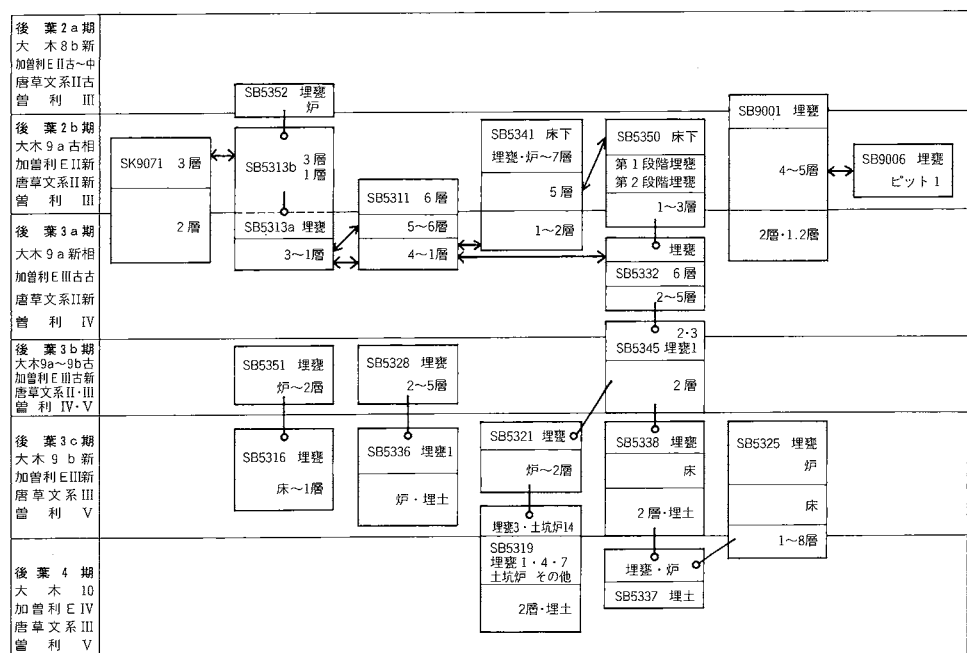 後葉2a期
大木8b新
加曽利EII古～中
唐草文系II古
曽利III
後葉2b期
大木9a古相
加曽利EII新
唐草文系II新
曽利III
後葉3a期
大木9a新相
加曽利EIII古古
唐草文系II新
曽利IV
後葉3b期
大木9a～9b古
加曽利EIII古新
唐草文系II・III
曽利IV・V
後葉3c期
大木9b新
加曽利EIII新
唐草文系III
曽利V
後葉4期
大木10
加曽利EIV
唐草文系III
曽利V
SK9071 3層
2層
SB5352 埋甕
炉
SB5313b 3層
1層
SB5313a 埋甕
3～1層
SB5311 6層
5～6層
4～1層
SB5341 床下
埋甕・炉～7層
5層
1～2層
SB5350 床下
第1段階埋甕
第2段階埋甕
1～3層
埋甕
SB5332 6層
2～5層
2・3
SB5345 埋甕1
2層
SB9001 埋甕
4～5層
2層・1.2層
SB9006 埋甕
ピット1
SB5351 埋甕
炉～2層
SB5328 埋甕
2～5層
SB5316 埋甕
床～1層
SB5336 埋甕1
炉・埋土
SB5321 埋甕
炉～2層
埋甕3・土坑炉14
SB5319
埋甕1・4・7
土坑炉 その他
2層・埋土
SB5338 埋甕
床
2層・埋土
埋甕・炉
SB5337 埋土
SB5325 埋甕
炉
床
1～8層